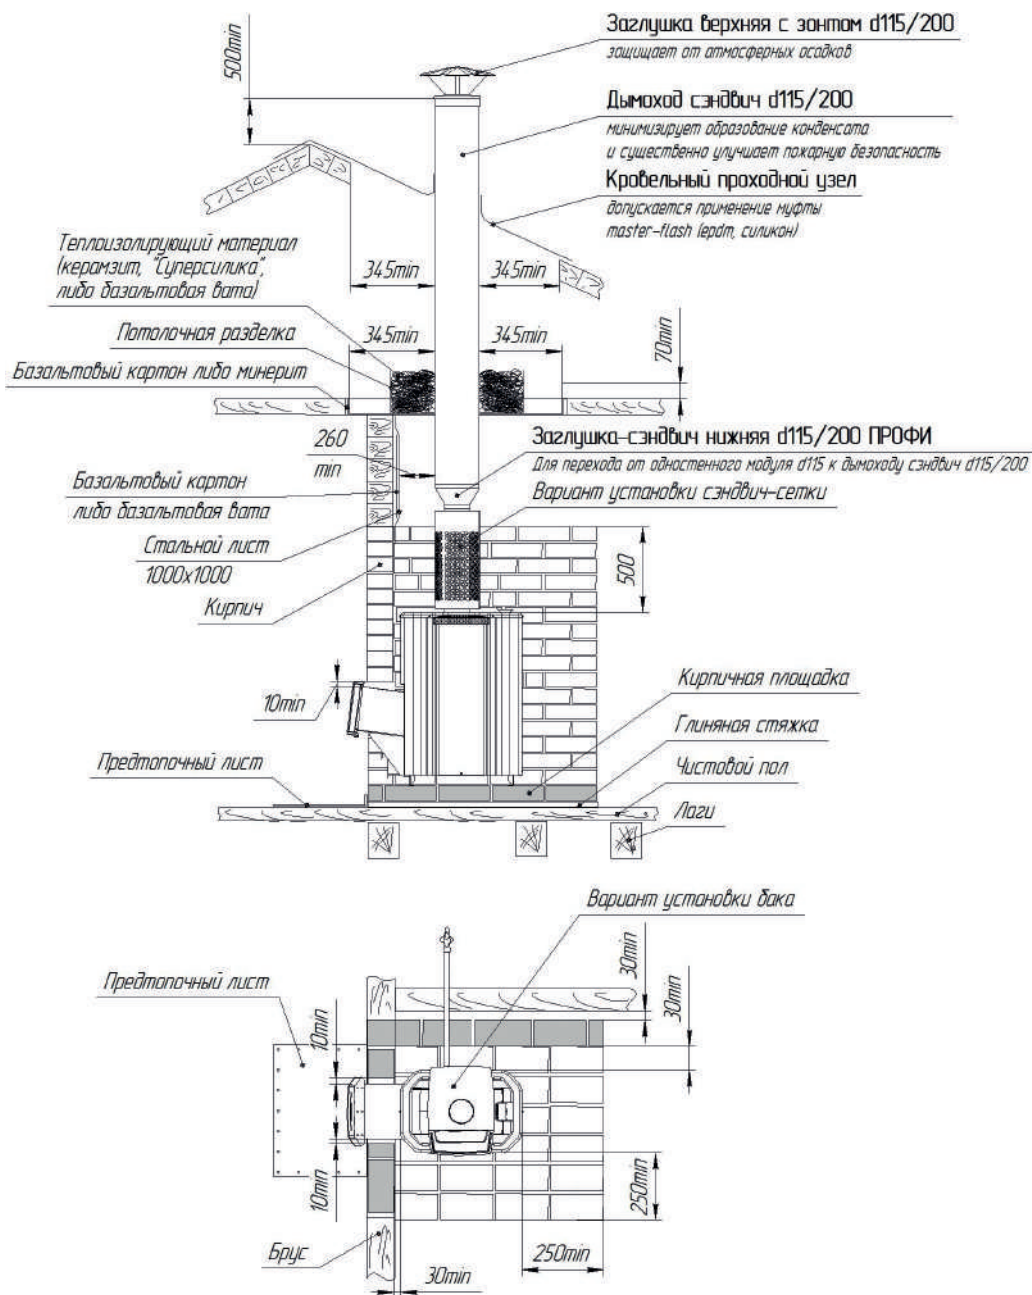 Заглушка верхняя с зонтом d115/200
защищает от атмосферных осадков
500min
Дымоход сэндвич d115/200
минимизирует образование конденсата
и существенно улучшает пожарную безопасность
Кровельный проходной узел
допускается применение муфты
master-flash (epdm, силикон)
Теплоизолирующий материал
(керамзит, "Суперсилика",
либо базальтовая вата)
345min
345min
Потолочная разделка
345min
345min
70min
Базальтовый картон либо минерит
260
min
Заглушка-сэндвич нижняя d115/200 ПРОФИ
Для перехода от одностенного модуля d115 к дымоходу сэндвич d115/200
Базальтовый картон
либо базальтовая вата
Вариант установки сэндвич-сетки
Стальной лист
1000х1000
500
Кирпич
10min
Кирпичная площадка
Глиняная стяжка
Предтопочный лист
Чистовой пол
Лаги
Вариант установки бака
Предтопочный лист
30min
30min
10min
10min
250min
Брус
250min
30min